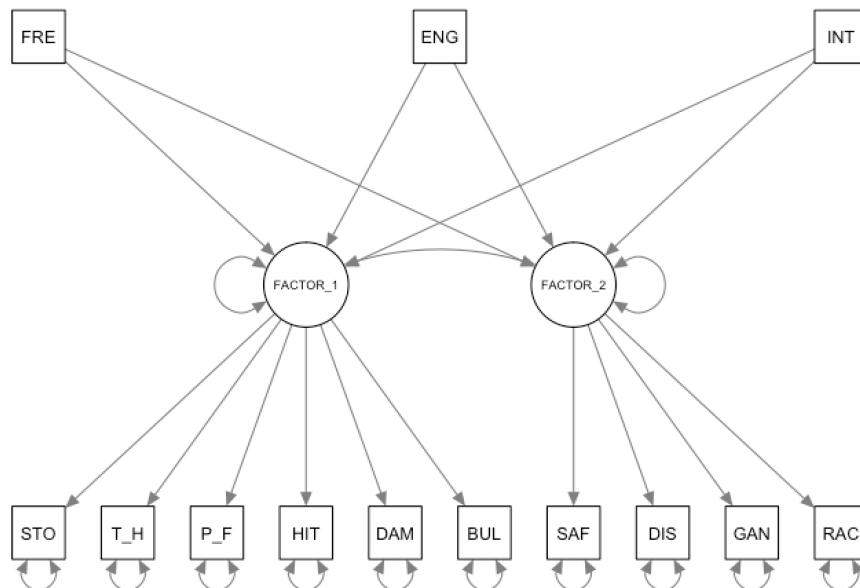 FRE ENG INT
FACTOR_1 FACTOR_2
STO T_H P_F HIT DAM BUL SAF DIS GAN RAC